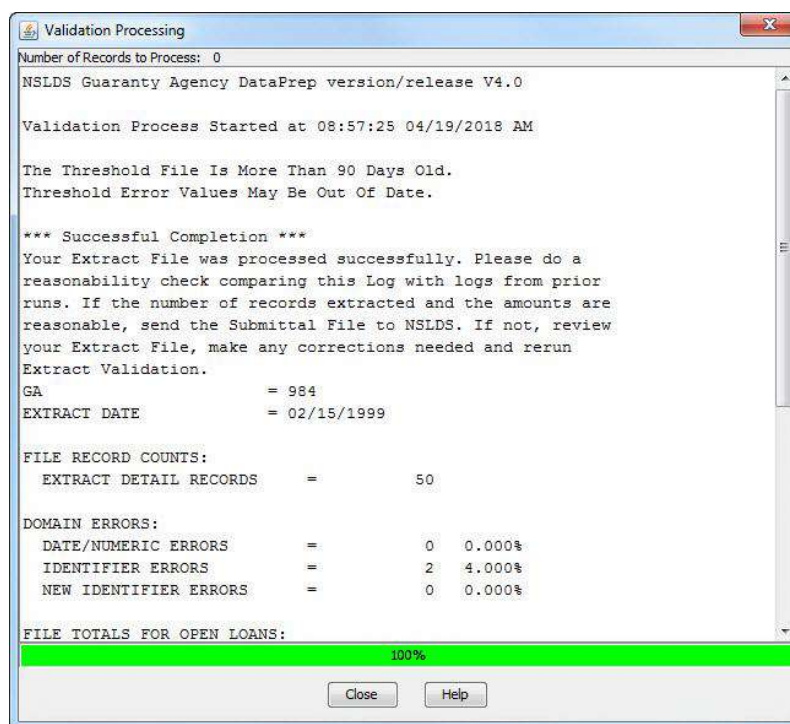 Validation Processing
Number of Records to Process: 0
NSLDS Guaranty Agency DataPrep version/release V4.0
Validation Process Started at 08:57:25 04/19/2018 AM
The Threshold File Is More Than 90 Days Old.
Threshold Error Values May Be Out Of Date.
*** Successful Completion ***
Your Extract File was processed successfully. Please do a
reasonability check comparing this Log with logs from prior
runs. If the number of records extracted and the amounts are
reasonable, send the Submittal File to NSLDS. If not, review
your Extract File, make any corrections needed and rerun
Extract Validation.
GA = 984
EXTRACT DATE = 02/15/1999
FILE RECORD COUNTS:
EXTRACT DETAIL RECORDS = 50
DOMAIN ERRORS:
DATE/NUMERIC ERRORS = 0 0.000%
IDENTIFIER ERRORS = 2 4.000%
NEW IDENTIFIER ERRORS = 0 0.000%
FILE TOTALS FOR OPEN LOANS:
100%
Close Help